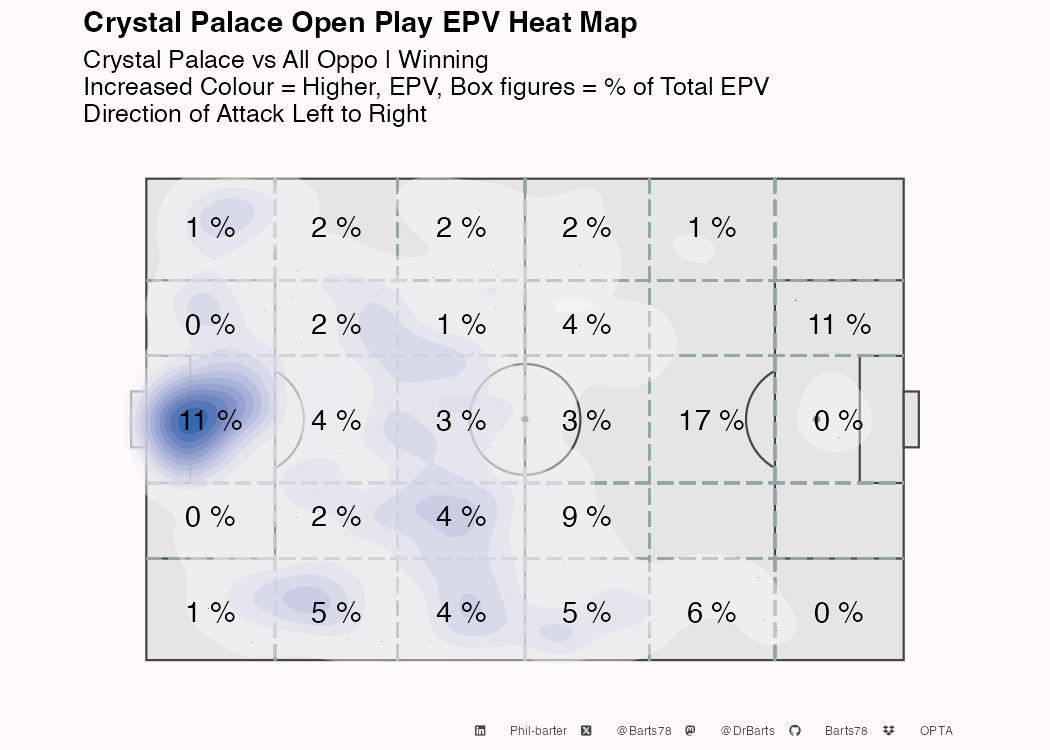 Crystal Palace Open Play EPV Heat Map
Crystal Palace vs All Oppo | Winning
Increased Colour = Higher, EPV, Box figures = % of Total EPV
Direction of Attack Left to Right
1 % 2 % 2 % 2 % 1 %
0 % 2 % 1 % 4 % 11 %
11 % 4 % 3 % 3 % 17 % 0 %
0 % 2 % 4 % 9 %
1 % 5 % 4 % 5 % 6 % 0 %
Phil-barter @Barts78 @DrBarts Barts78 OPTA